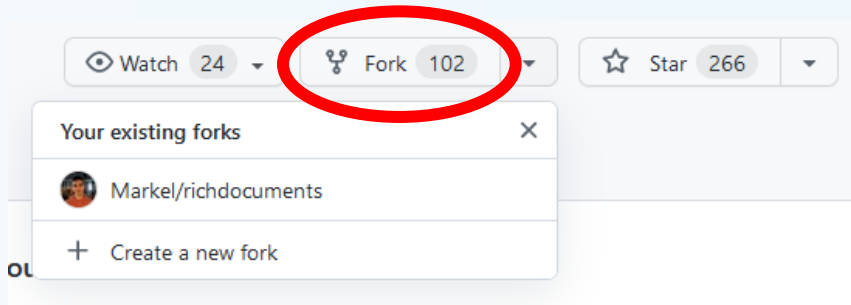 Watch 24 Fork 102 Star 266
Your existing forks
Markel/richdocuments
Create a new fork